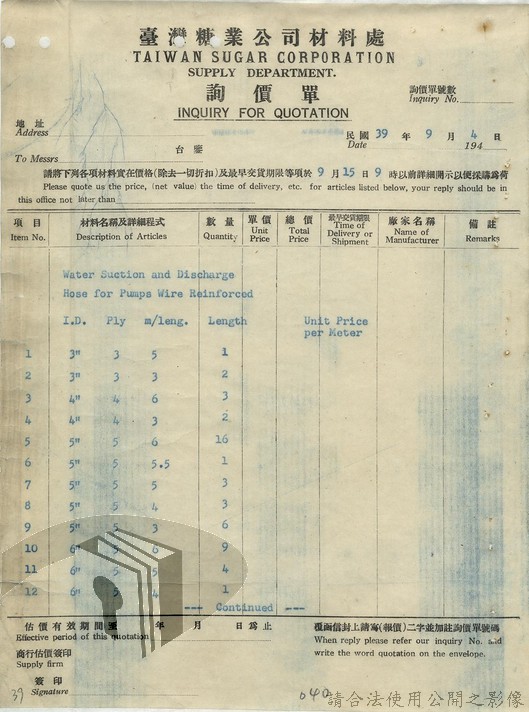 臺灣糖業公司材料處
TAIWAN SUGAR CORPORATION
SUPPLY DEPARTMENT.
詢價單
INQUIRY FOR QUOTATION
詢價單號數
Inquiry No.
地址
Address
台鑒
To Messrs
民國 39 年 9 月 4 日
Date 194
請將下列各項材料實在價格(除去一切折扣)及最早交貨期限等項於 9 月 15 日 9 時以前詳細開示以便採購爲荷
Please quote us the price, (net value) the time of delivery, etc. for articles listed below, your reply should be in
this office not later than
項目 材料名稱及詳細程式 數量 單價 總價 最早交貨期限 廠家名稱 備註
Item No. Description of Articles Quantity Unit Price Total Price Time of Delivery or Shipment Name of Manufacturer Remarks
Water Suction and Discharge
Hose for Pumps Wire Reinforced
I.D. Ply m/leng. Length Unit Price per Meter
1 3" 3 5 1
2 3" 3 3 2
3 4" 4 6 3
4 4" 4 3 2
5 5" 5 6 16
6 5" 5 5.5 1
7 5" 5 5 3
8 5" 5 4 3
9 5" 5 3 6
10 6" 6 9
11 6" 5 5 4
12 6" 5 4 1
--- Continued ---
估價有效期間至 年 月 日爲止
Effective period of this quotation
商行估價簽印
Supply firm
簽印
Signature
覆函信封上請寫(報價)二字並加註詢價單號碼
When reply please refer our inquiry No. and
write the word quotation on the envelope.
39
040
請合法使用公開之影像